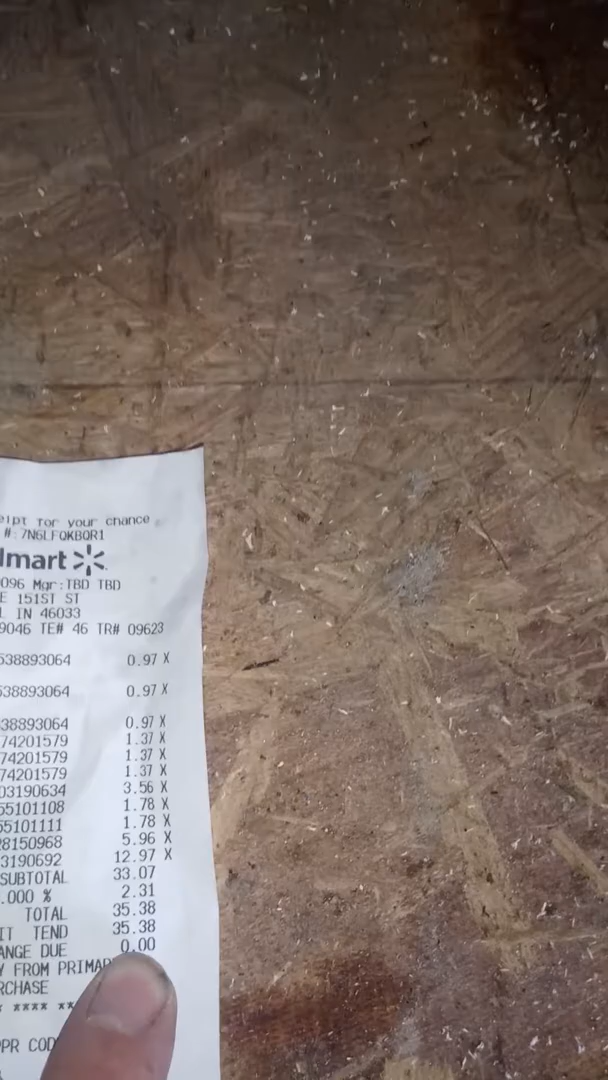 eipt for your chance
#:7N6LFQKB0R1
lmart
096 Mgr:TBD TBD
E 151ST ST
L IN 46033
9046 TE# 46 TR# 09623
538893064 0.97 X
538893064 0.97 X
38893064 0.97 X
74201579 1.37 X
74201579 1.37 X
74201579 1.37 X
03190634 3.56 X
55101108 1.78 X
55101111 1.78 X
28150968 5.96 X
3190692 12.97 X
SUBTOTAL 33.07
.000 % 2.31
TOTAL 35.38
IT TEND 35.38
ANGE DUE 0.00
Y FROM PRIMAR
RCHASE
* **** **
PR COD